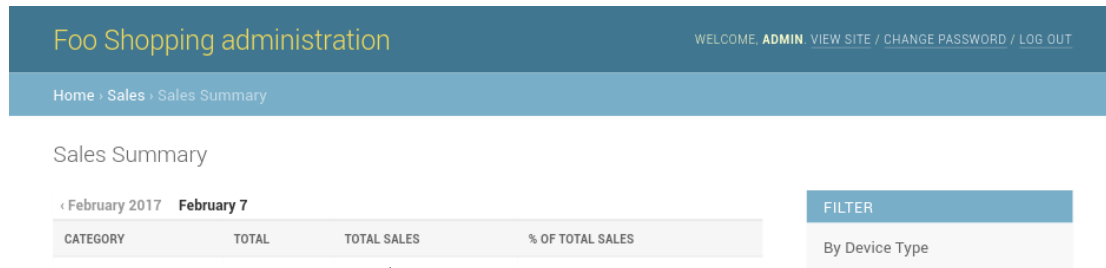 Foo Shopping administration
WELCOME, ADMIN. VIEW SITE / CHANGE PASSWORD / LOG OUT
Home › Sales › Sales Summary
Sales Summary
‹ February 2017 February 7
FILTER
CATEGORY TOTAL TOTAL SALES % OF TOTAL SALES
By Device Type